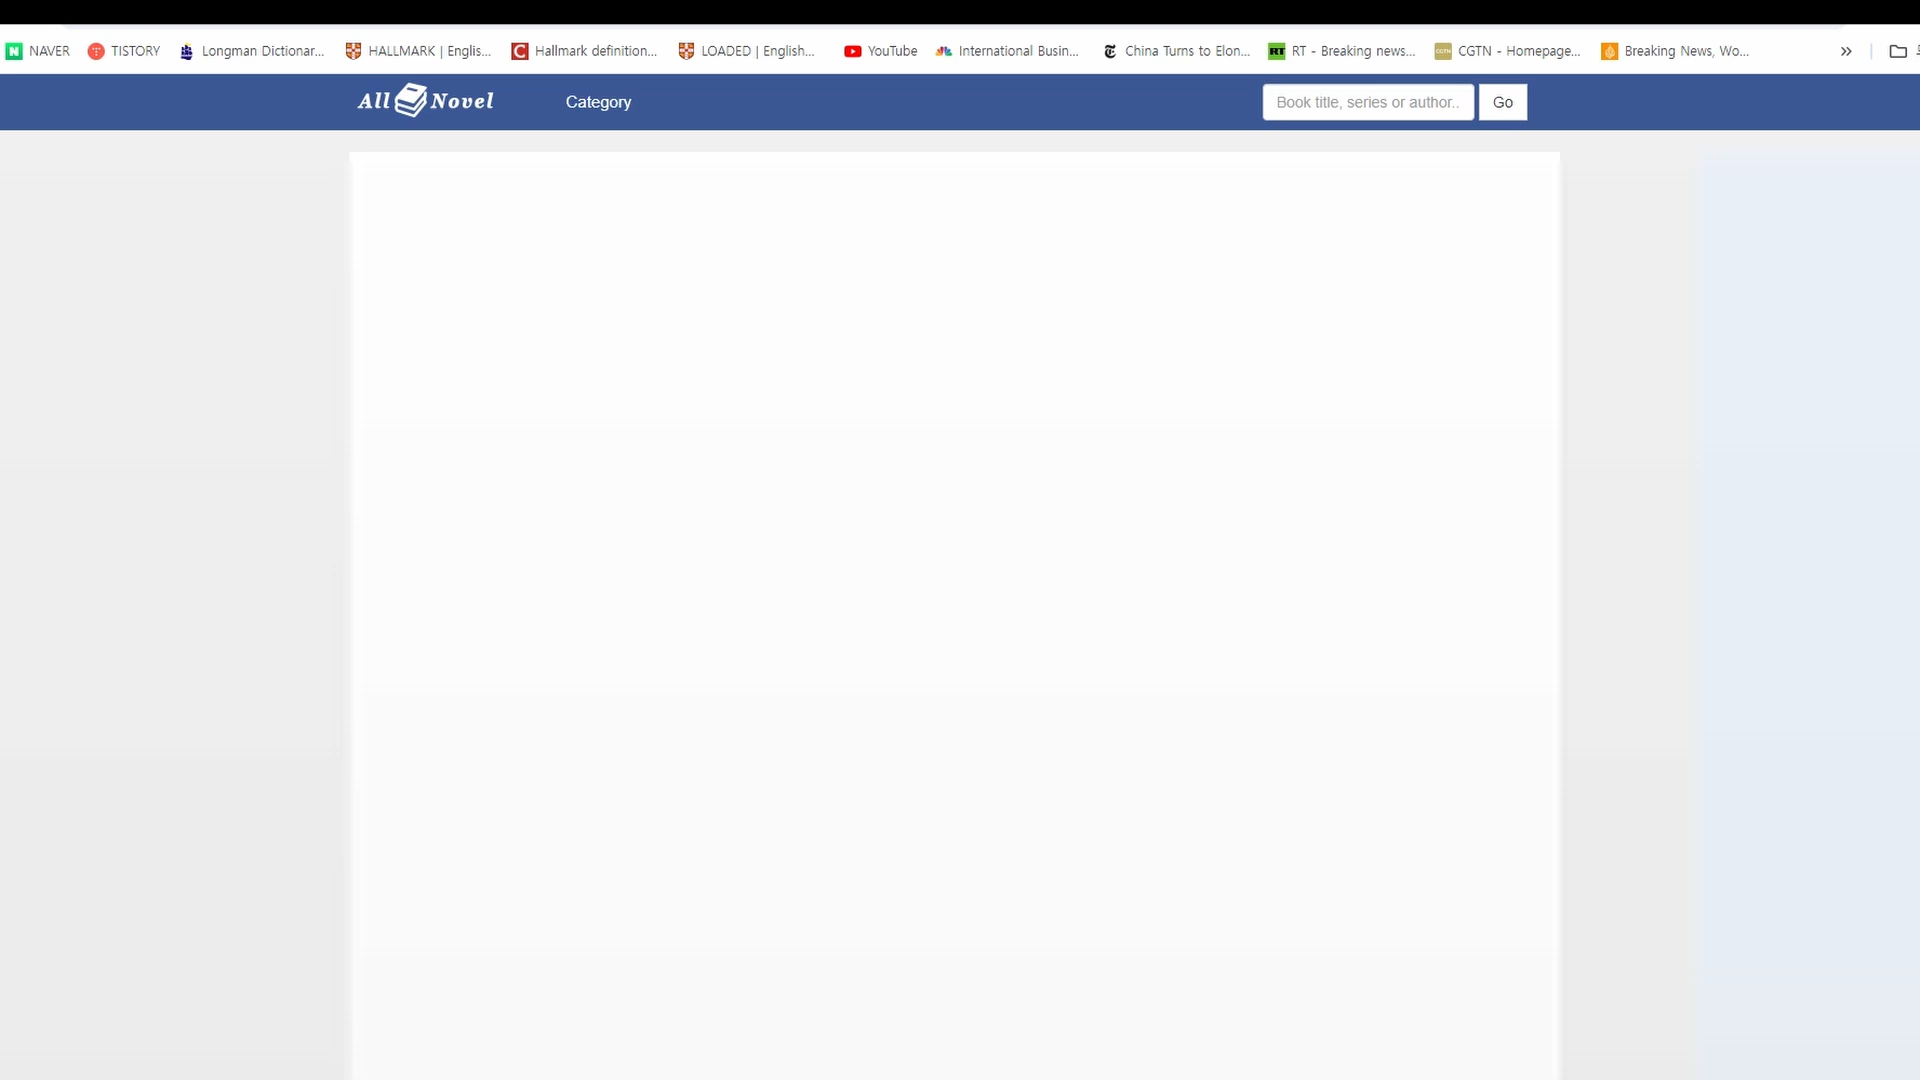 NAVER TISTORY Longman Dictionar... HALLMARK | Englis... Hallmark definition... LOADED | English... YouTube International Busin... China Turns to Elon... RT - Breaking news... CGTN - Homepage... Breaking News, Wo... »
All Novel Category Book title, series or author.. Go